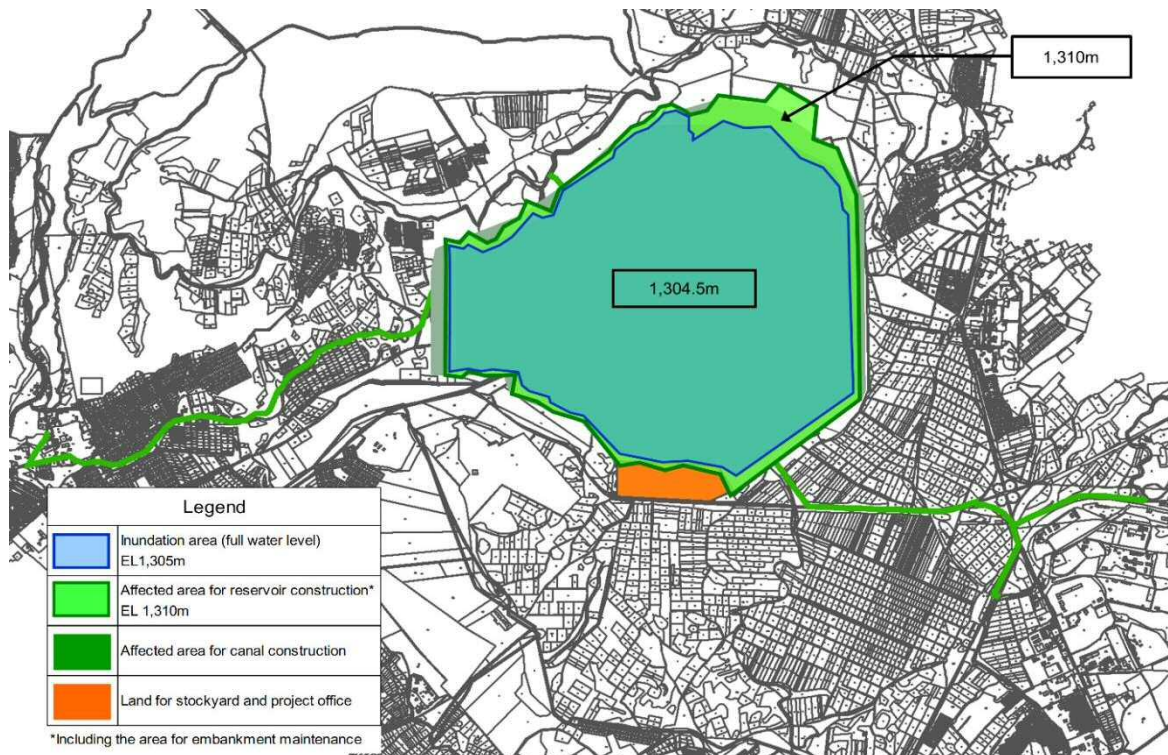 1,310m
1,304.5m
Legend
Inundation area (full water level)
EL1,305m
Affected area for reservoir construction*
EL 1,310m
Affected area for canal construction
Land for stockyard and project office
*Including the area for embankment maintenance